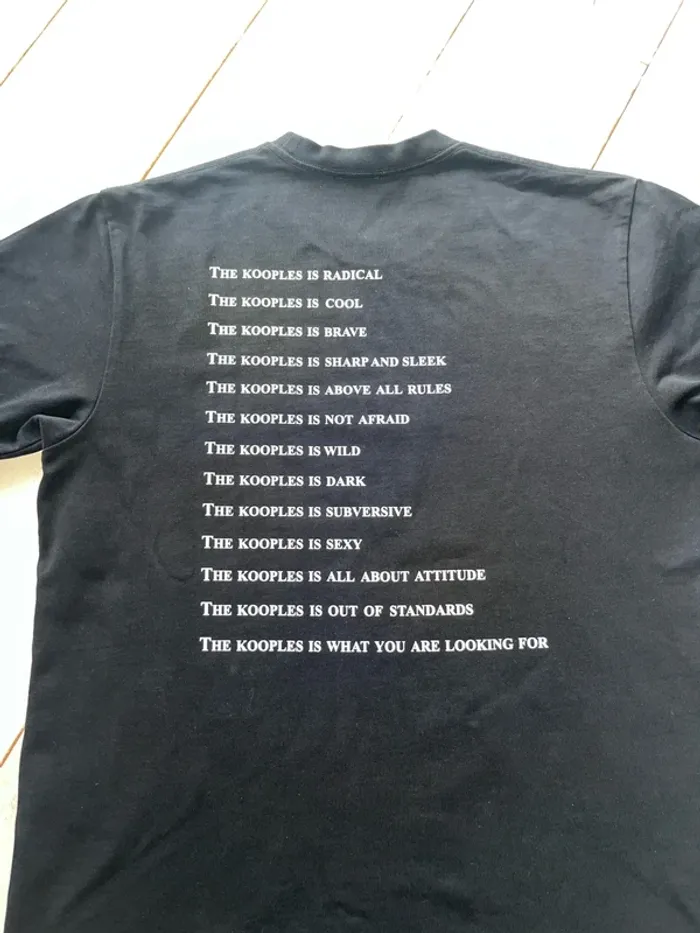 The kooples is radical
The kooples is cool
The kooples is brave
The kooples is sharp and sleek
The kooples is above all rules
The kooples is not afraid
The kooples is wild
The kooples is dark
The kooples is subversive
The kooples is sexy
The kooples is all about attitude
The kooples is out of standards
The kooples is what you are looking for